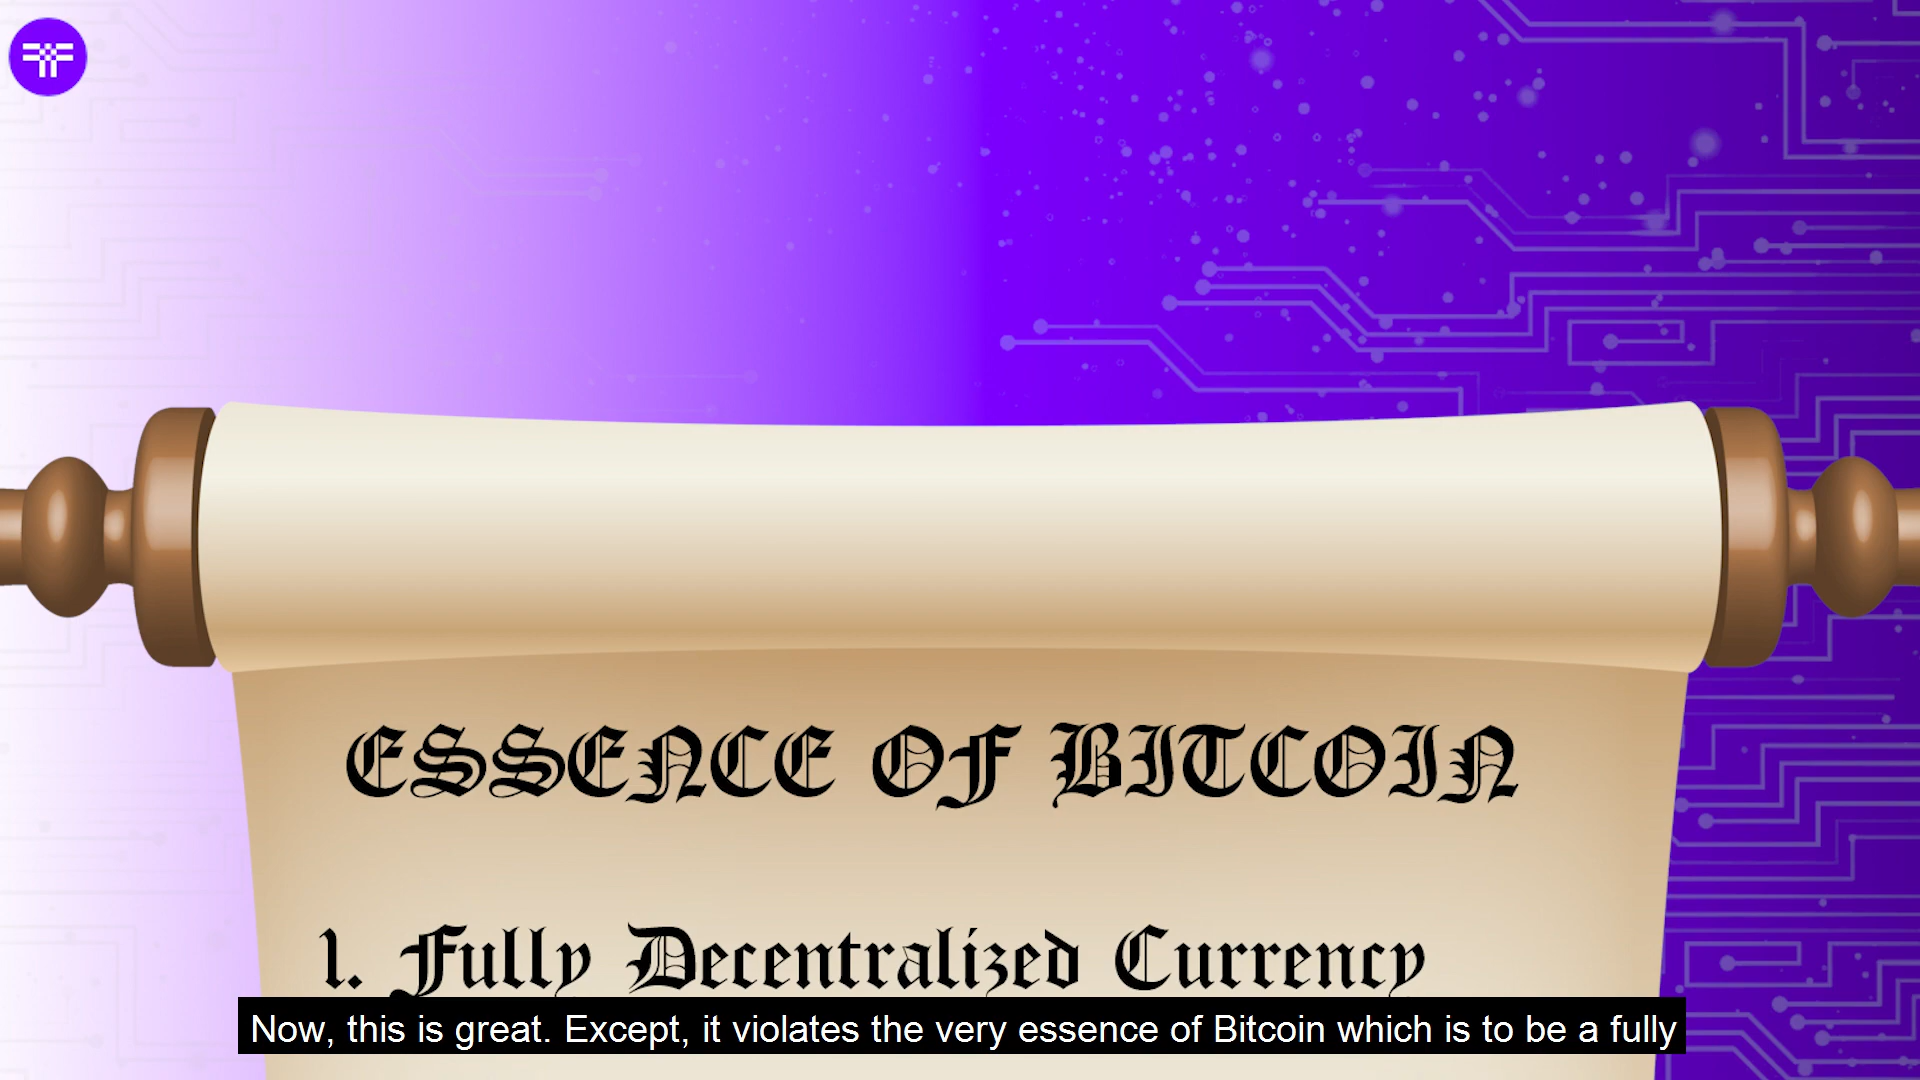 ESSENCE OF BITCOIN
1. Fully Decentralized Currency
Now, this is great. Except, it violates the very essence of Bitcoin which is to be a fully